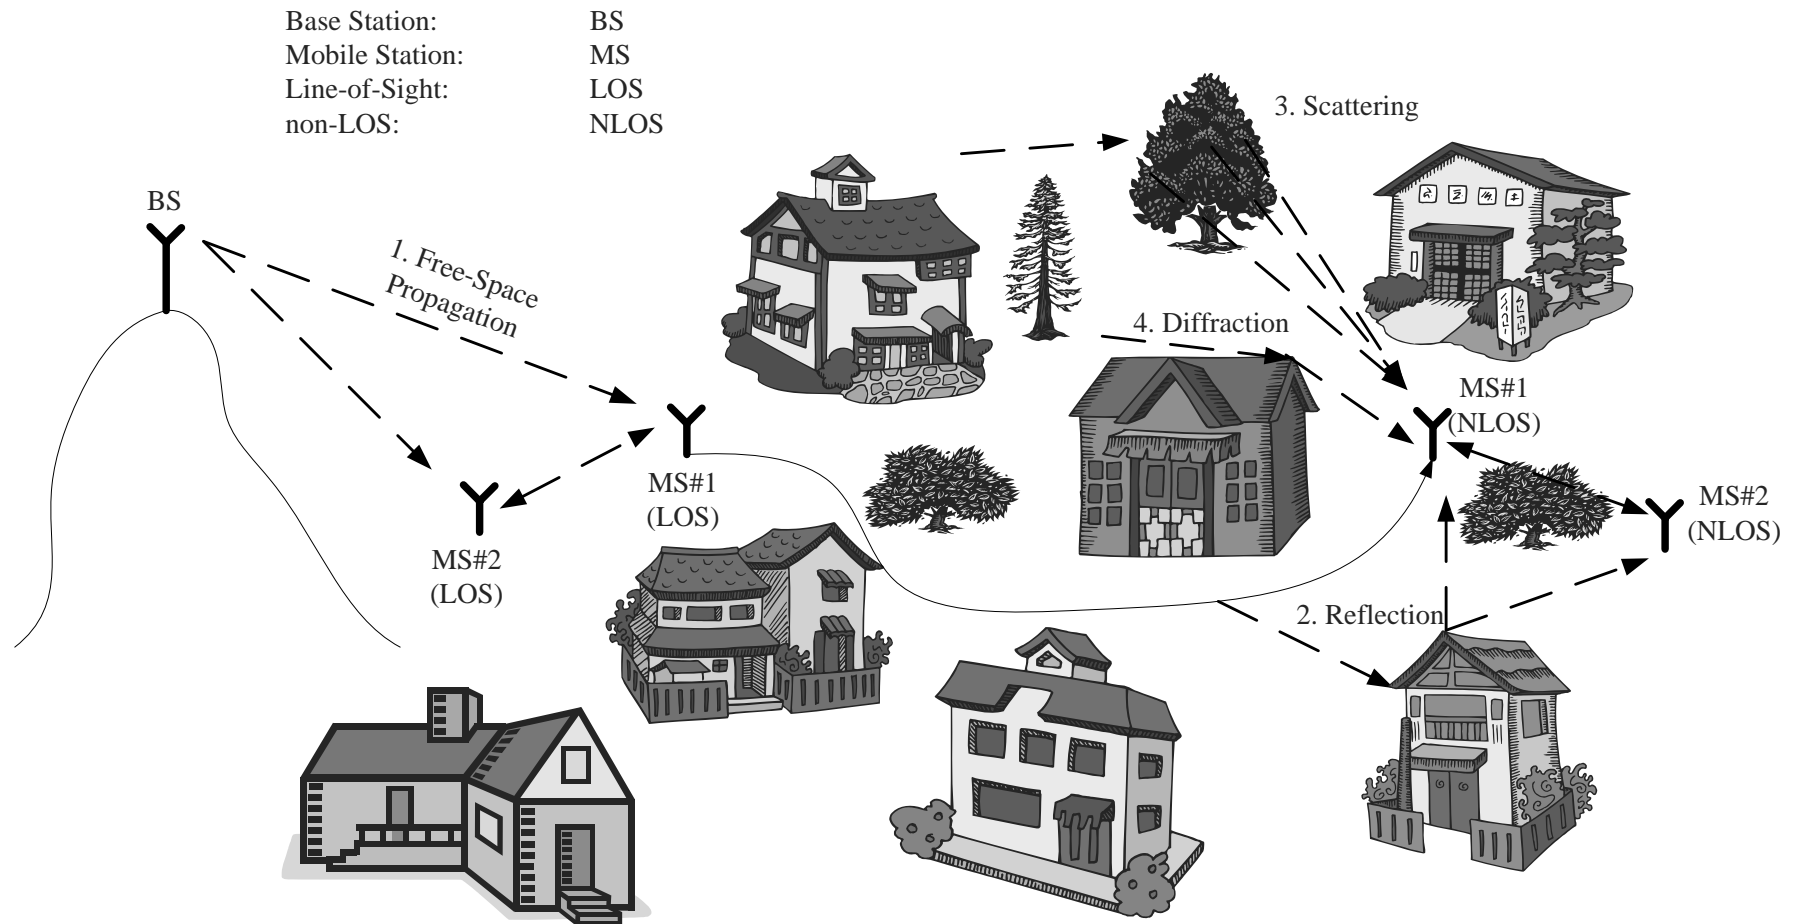 Base Station: BS
Mobile Station: MS
Line-of-Sight: LOS
non-LOS: NLOS
3. Scattering
BS
1. Free-Space
Propagation
4. Diffraction
MS#1
(NLOS)
MS#1
(LOS)
MS#2
(NLOS)
MS#2
(LOS)
2. Reflection